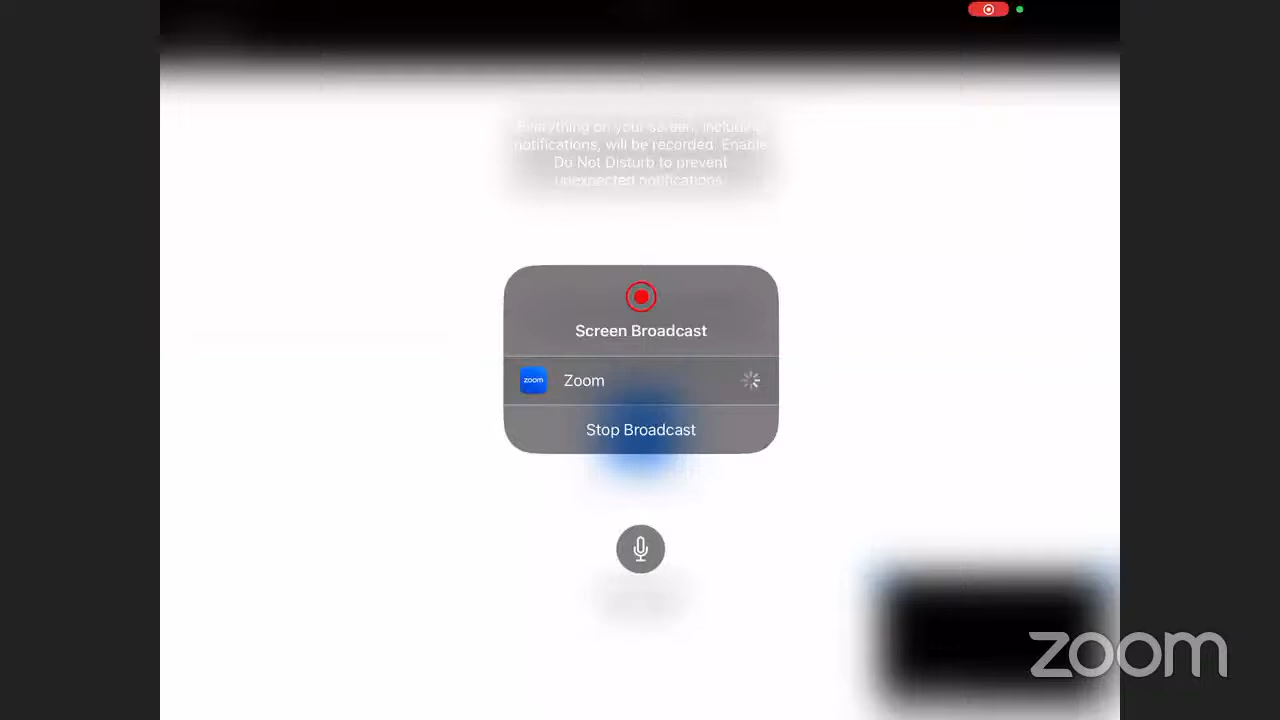 Everything on your screen, including
notifications, will be recorded. Enable
Do Not Disturb to prevent
unexpected notifications.
Screen Broadcast
zoom
Zoom
Stop Broadcast
zoom